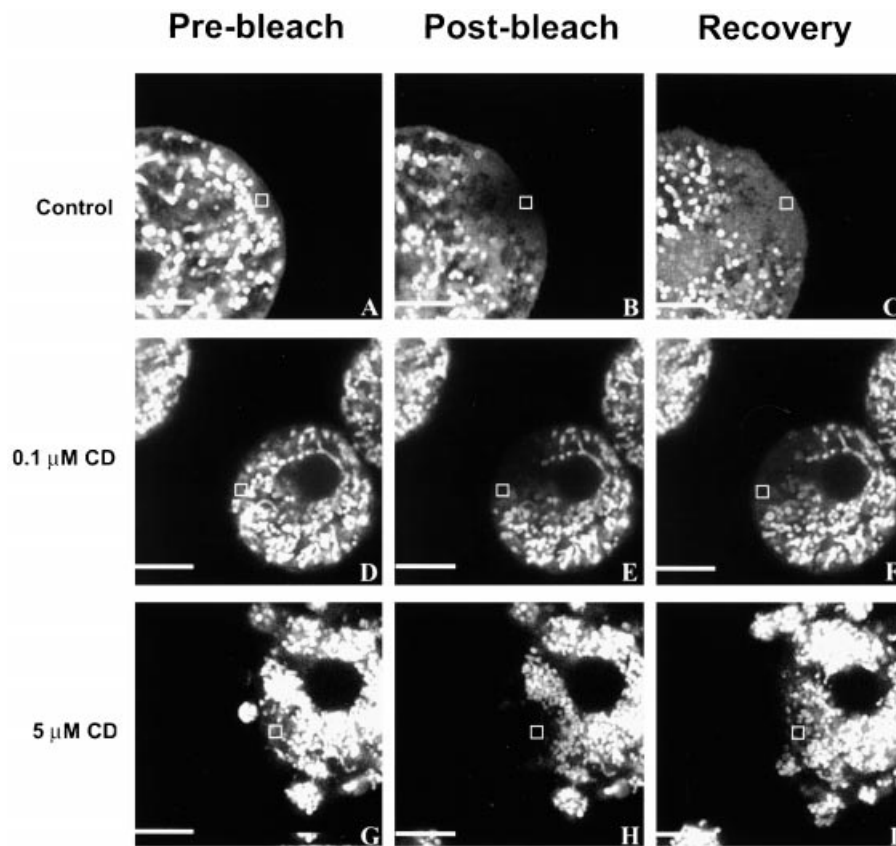 Pre-bleach Post-bleach Recovery
Control
A B C
0.1 μM CD
D E F
5 μM CD
G H I